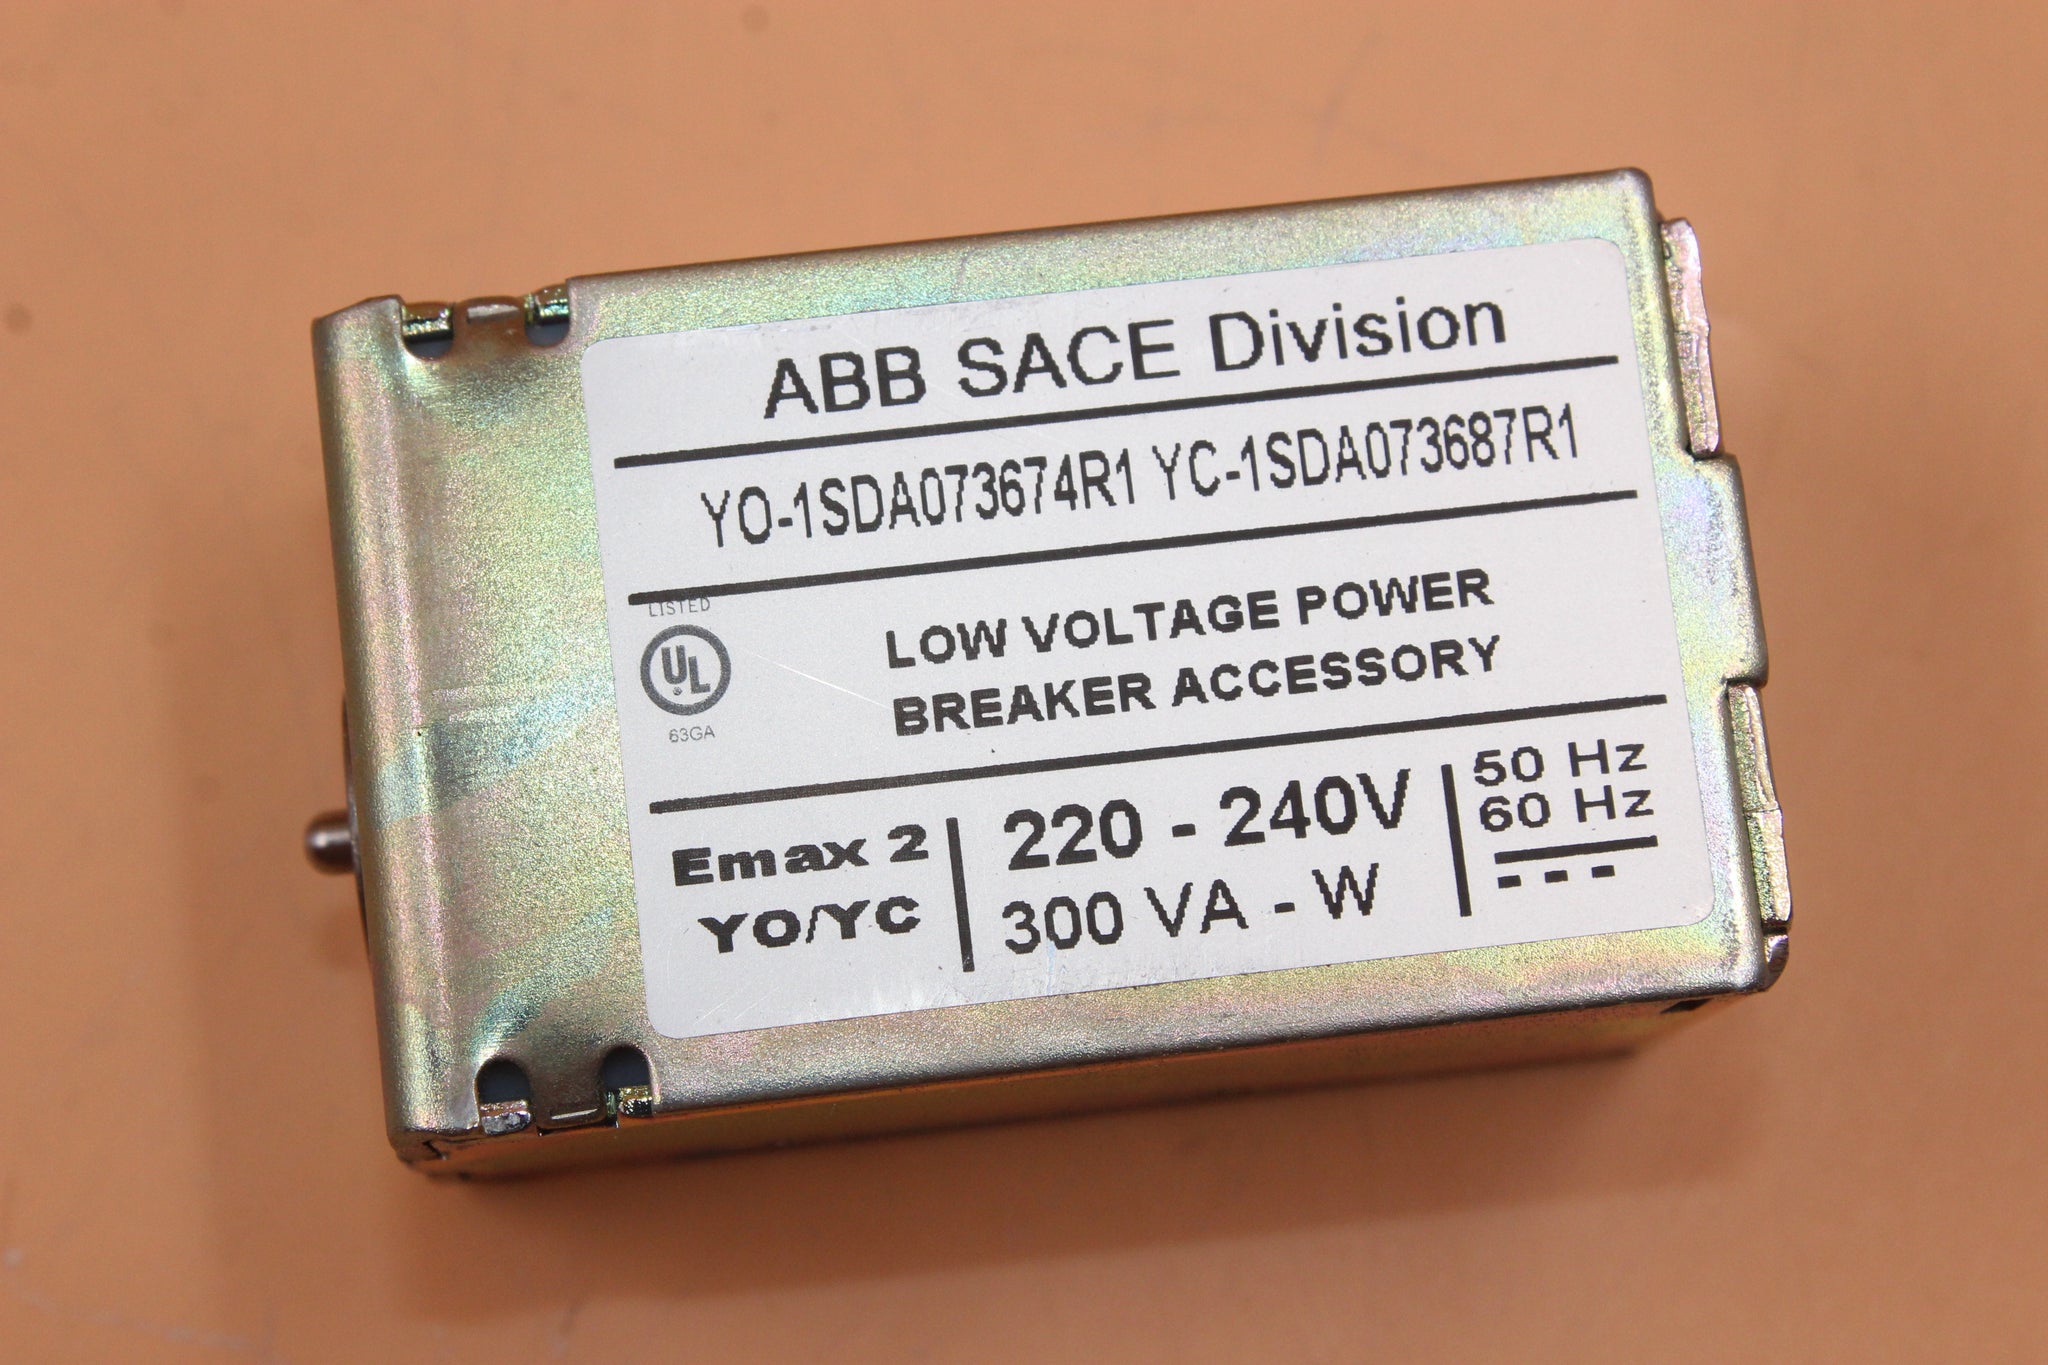 ABB SACE Division
YO-1SDA073674R1 YC-1SDA073687R1
LISTED
UL
63GA
LOW VOLTAGE POWER
BREAKER ACCESSORY
Emax 2
YO/YC
220 - 240V
300 VA - W
50 Hz
60 Hz